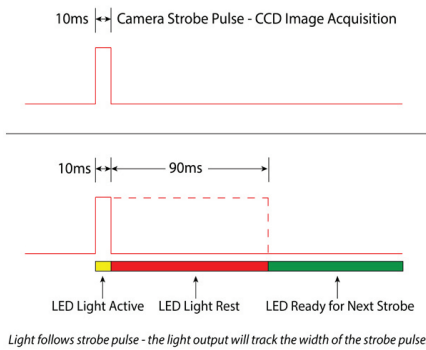 10ms
Camera Strobe Pulse - CCD Image Acquisition
10ms
90ms
LED Light Active
LED Light Rest
LED Ready for Next Strobe
Light follows strobe pulse - the light output will track the width of the strobe pulse